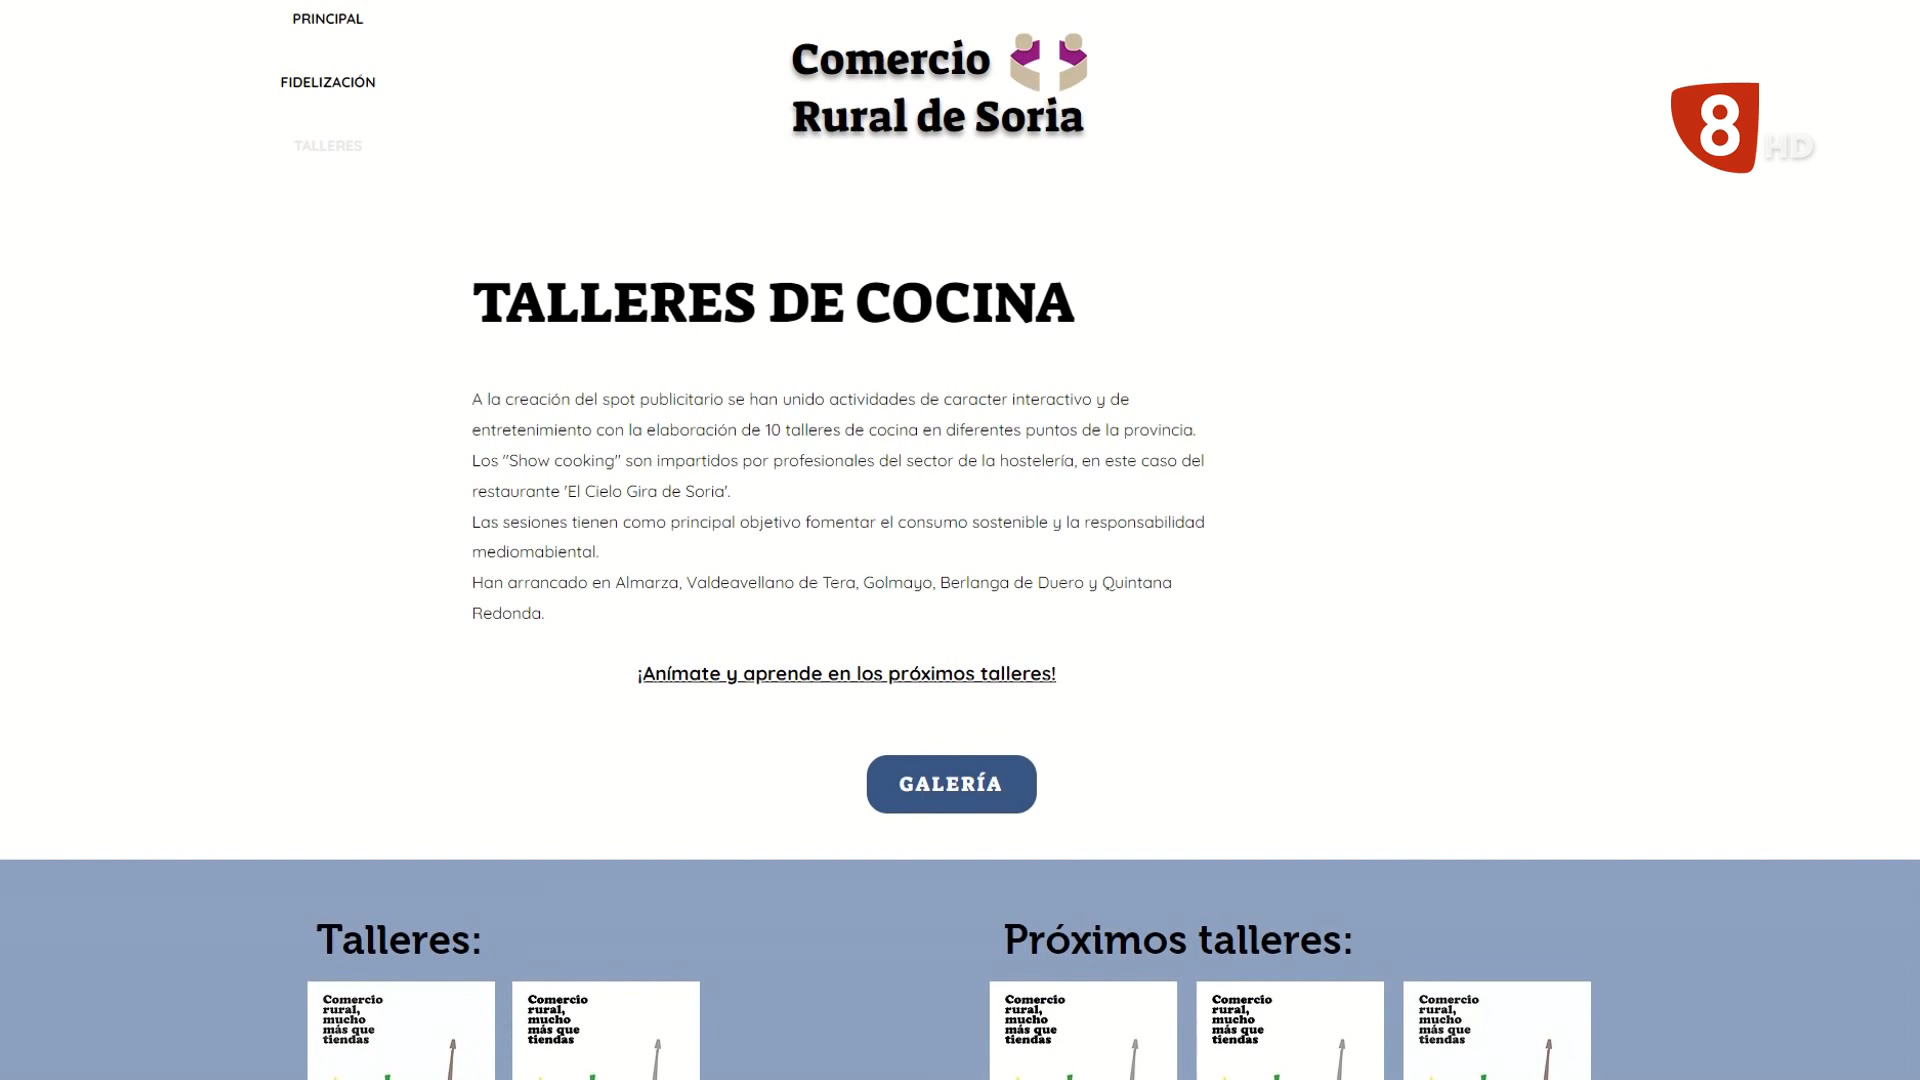 PRINCIPAL
FIDELIZACIÓN
TALLERES
Comercio
Rural de Soria
8 HD
TALLERES DE COCINA
A la creación del spot publicitario se han unido actividades de caracter interactivo y de
entretenimiento con la elaboración de 10 talleres de cocina en diferentes puntos de la provincia.
Los "Show cooking" son impartidos por profesionales del sector de la hostelería, en este caso del
restaurante 'El Cielo Gira de Soria'.
Las sesiones tienen como principal objetivo fomentar el consumo sostenible y la responsabilidad
mediomabiental.
Han arrancado en Almarza, Valdeavellano de Tera, Golmayo, Berlanga de Duero y Quintana
Redonda.
¡Anímate y aprende en los próximos talleres!
GALERÍA
Talleres:
Comercio
rural,
mucho
más que
tiendas
Comercio
rural,
mucho
más que
tiendas
Próximos talleres:
Comercio
rural,
mucho
más que
tiendas
Comercio
rural,
mucho
más que
tiendas
Comercio
rural,
mucho
más que
tiendas